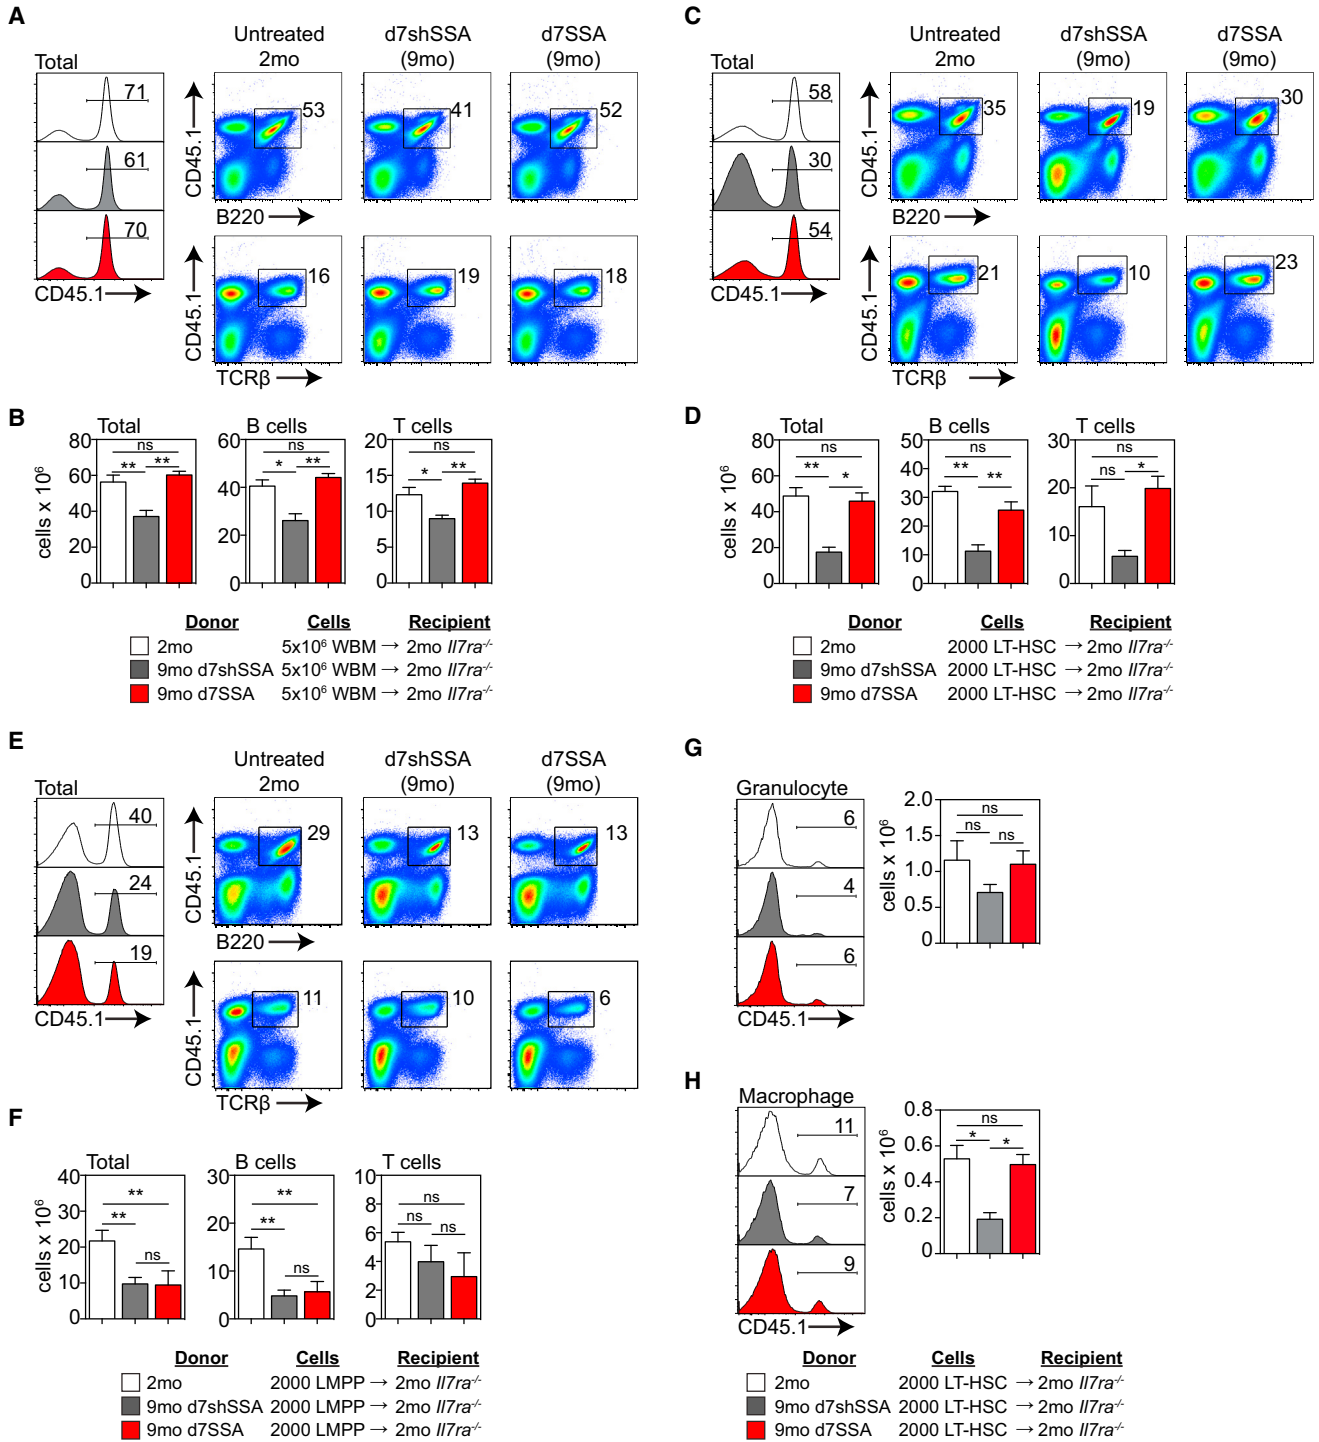 A
Untreated 2mo
d7shSSA (9mo)
d7SSA (9mo)
Total
71
61
70
CD45.1
CD45.1
53
41
52
B220
CD45.1
16
19
18
TCRβ
B
Total
B cells
T cells
cells x 10⁶
80
60
40
20
0
ns
** **
60
40
20
0
ns
* **
20
15
10
5
0
ns
* **
Donor Cells Recipient
2mo 5x10⁶ WBM → 2mo Il7ra⁻/⁻
9mo d7shSSA 5x10⁶ WBM → 2mo Il7ra⁻/⁻
9mo d7SSA 5x10⁶ WBM → 2mo Il7ra⁻/⁻
C
Untreated 2mo
d7shSSA (9mo)
d7SSA (9mo)
Total
58
30
54
CD45.1
CD45.1
35
19
30
B220
CD45.1
21
10
23
TCRβ
D
Total
B cells
T cells
cells x 10⁶
80
60
40
20
0
ns
** *
50
40
30
20
10
0
ns
** **
30
20
10
0
ns
ns *
Donor Cells Recipient
2mo 2000 LT-HSC → 2mo Il7ra⁻/⁻
9mo d7shSSA 2000 LT-HSC → 2mo Il7ra⁻/⁻
9mo d7SSA 2000 LT-HSC → 2mo Il7ra⁻/⁻
E
Untreated 2mo
d7shSSA (9mo)
d7SSA (9mo)
Total
40
24
19
CD45.1
CD45.1
29
13
13
B220
CD45.1
11
10
6
TCRβ
F
Total
B cells
T cells
cells x 10⁶
40
30
20
10
0
**
**
ns
30
20
10
0
**
**
ns
10
8
6
4
2
0
ns
ns
ns
Donor Cells Recipient
2mo 2000 LMPP → 2mo Il7ra⁻/⁻
9mo d7shSSA 2000 LMPP → 2mo Il7ra⁻/⁻
9mo d7SSA 2000 LMPP → 2mo Il7ra⁻/⁻
G
Granulocyte
6
4
6
CD45.1
cells x 10⁶
2.0
1.5
1.0
0.5
0
ns
ns
ns
H
Macrophage
11
7
9
CD45.1
cells x 10⁶
0.8
0.6
0.4
0.2
0
ns
*
*
Donor Cells Recipient
2mo 2000 LT-HSC → 2mo Il7ra⁻/⁻
9mo d7shSSA 2000 LT-HSC → 2mo Il7ra⁻/⁻
9mo d7SSA 2000 LT-HSC → 2mo Il7ra⁻/⁻